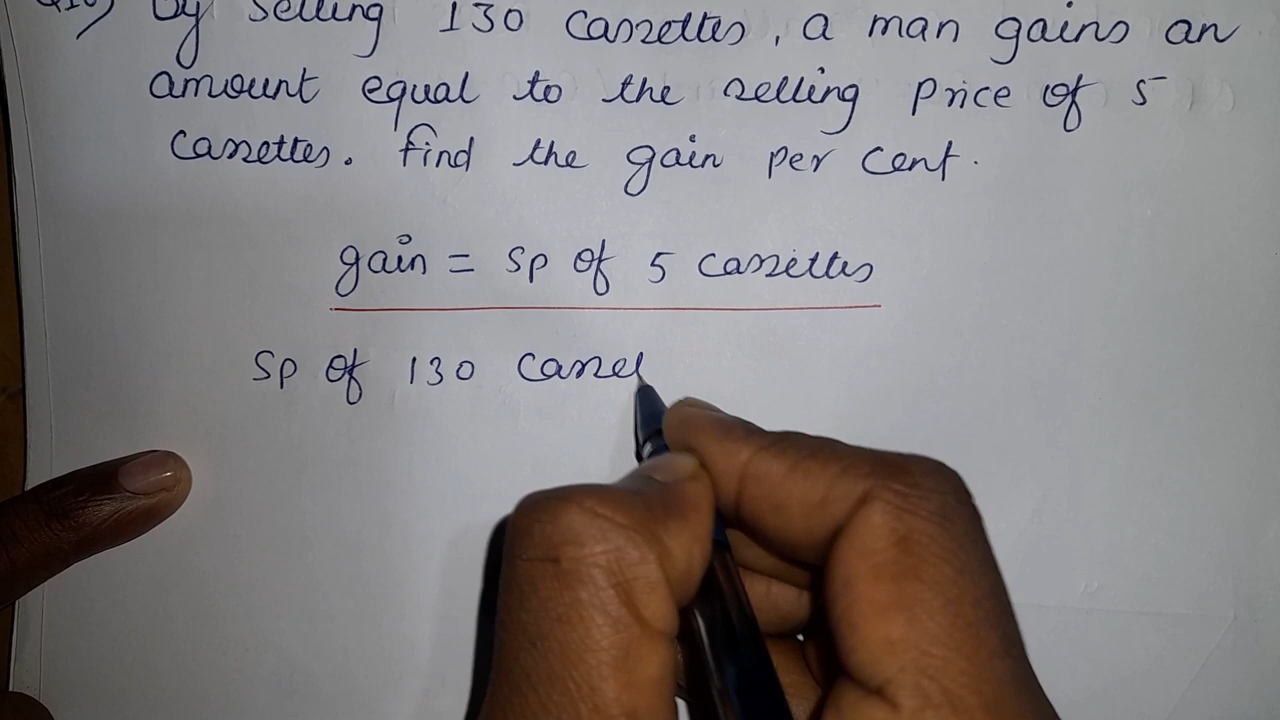 By selling 130 cassettes, a man gains an
amount equal to the selling price of 5
cassettes. find the gain per cent.
gain = SP of 5 cassettes
SP of 130 casse